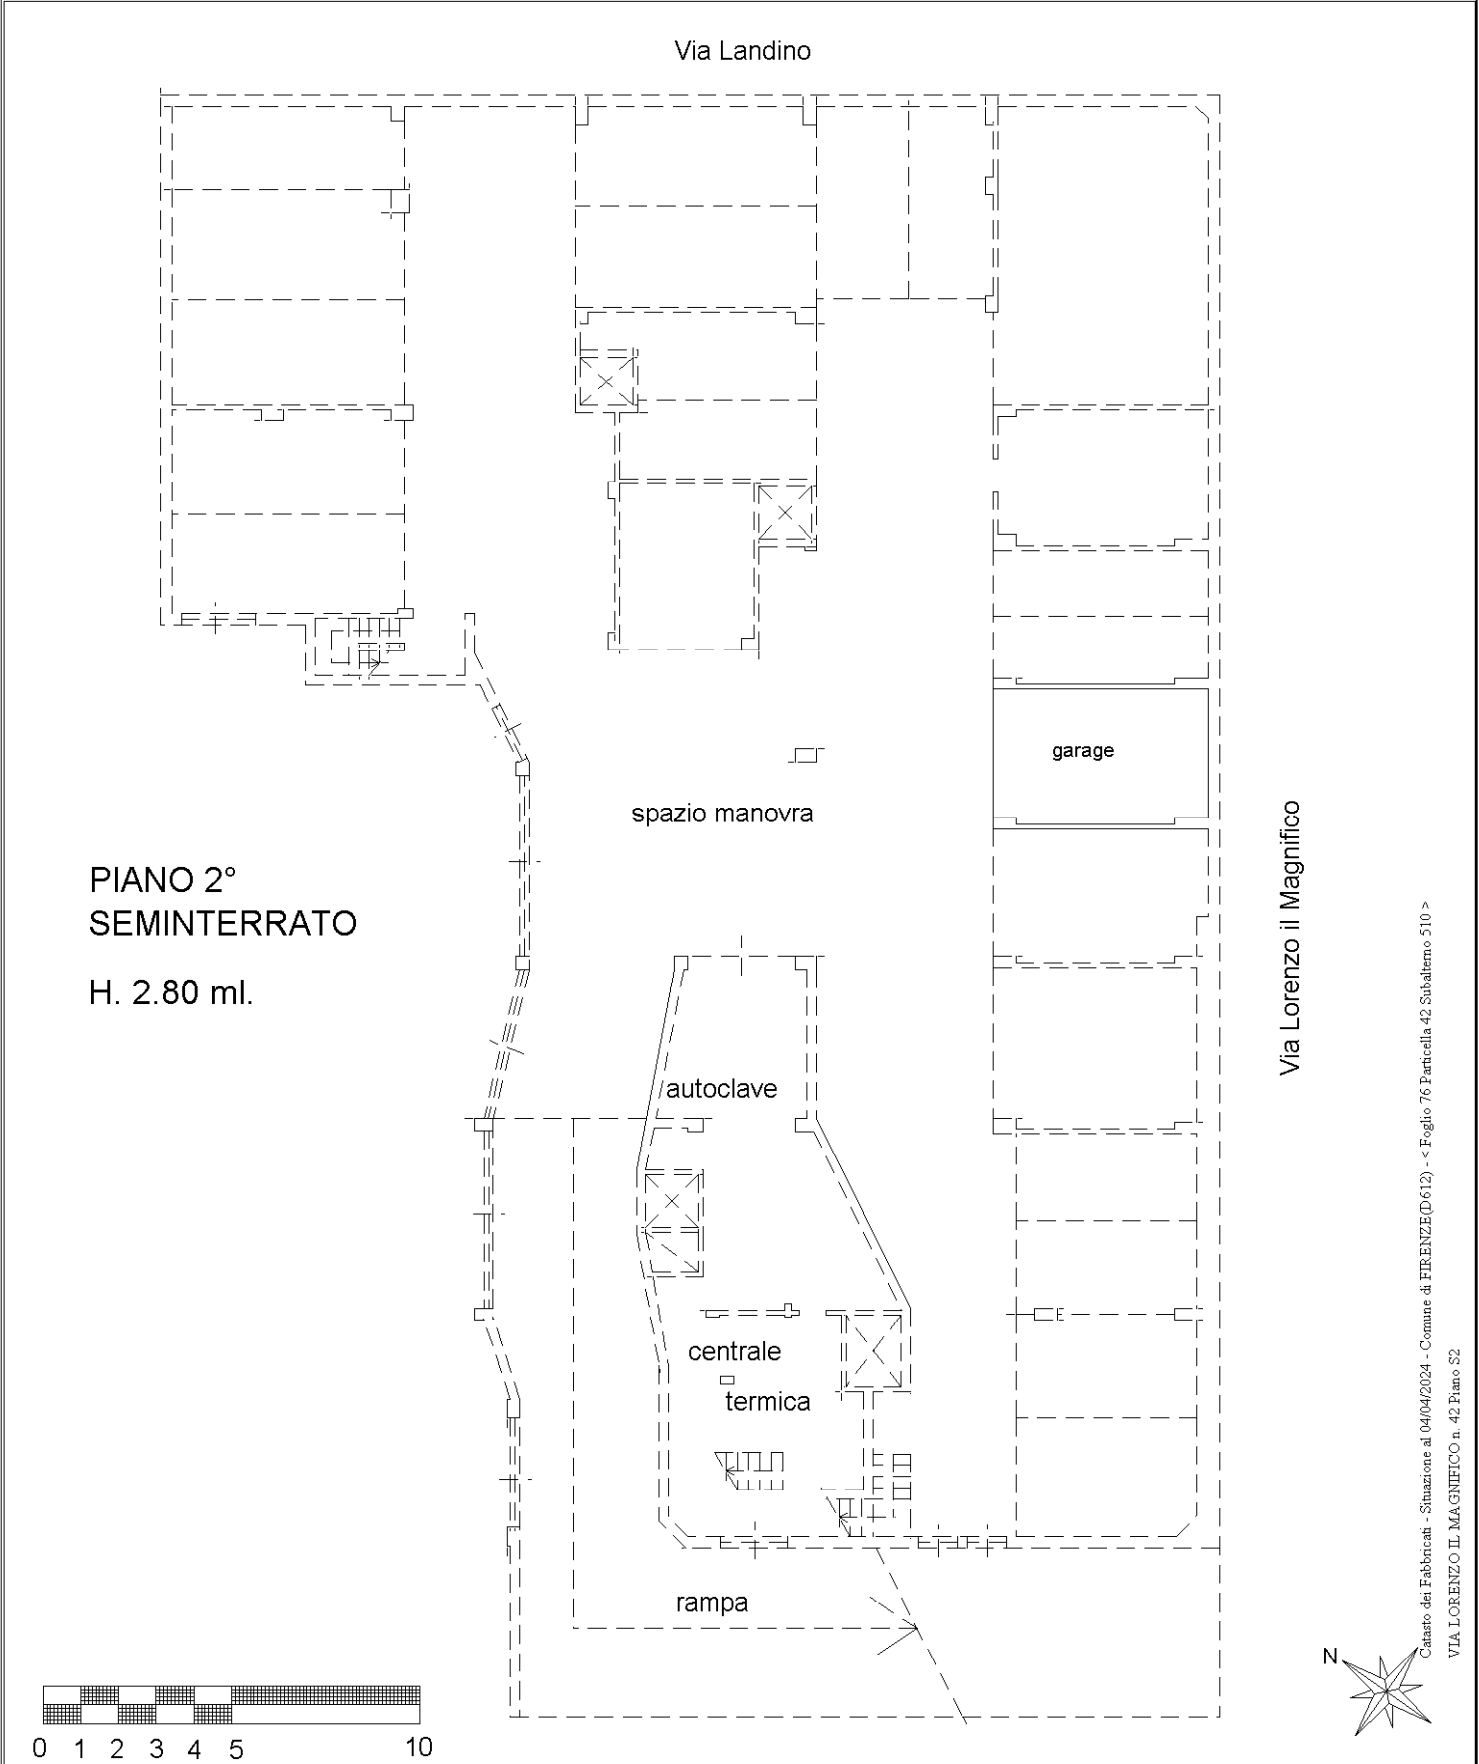 Via Landino
garage
spazio manovra
Via Lorenzo il Magnifico
PIANO 2°
SEMINTERRATO
H. 2.80 ml.
autoclave
centrale
termica
rampa
N
0 1 2 3 4 5 10
Catasto dei Fabbricati - Situazione al 04/04/2024 - Comune di FIRENZE(D612) - < Foglio 76 Particella 42 Subalterno 510 >
VIA LORENZO IL MAGNIFICO n. 42 Piano S2